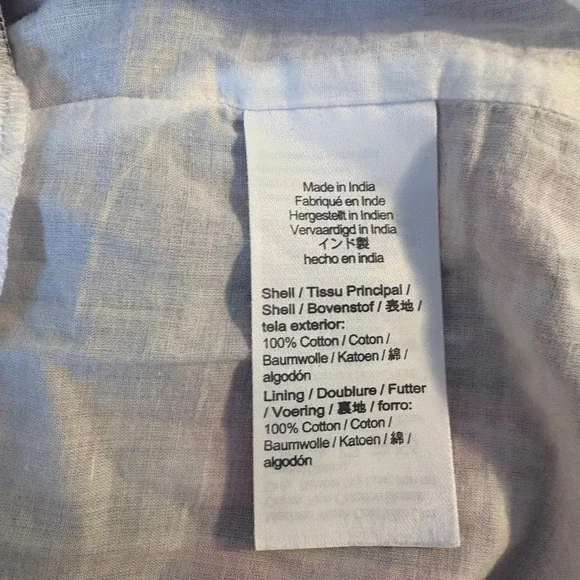 Made in India
Fabriqué en Inde
Hergestellt in Indien
Vervaardigd in India
インド製
hecho en india
Shell / Tissu Principal /
Shell / Bovenstof / 表地 /
tela exterior:
100% Cotton / Coton /
Baumwolle / Katoen / 綿 /
algodón
Lining / Doublure / Futter
/ Voering / 裏地 / forro:
100% Cotton / Coton /
Baumwolle / Katoen / 綿 /
algodón